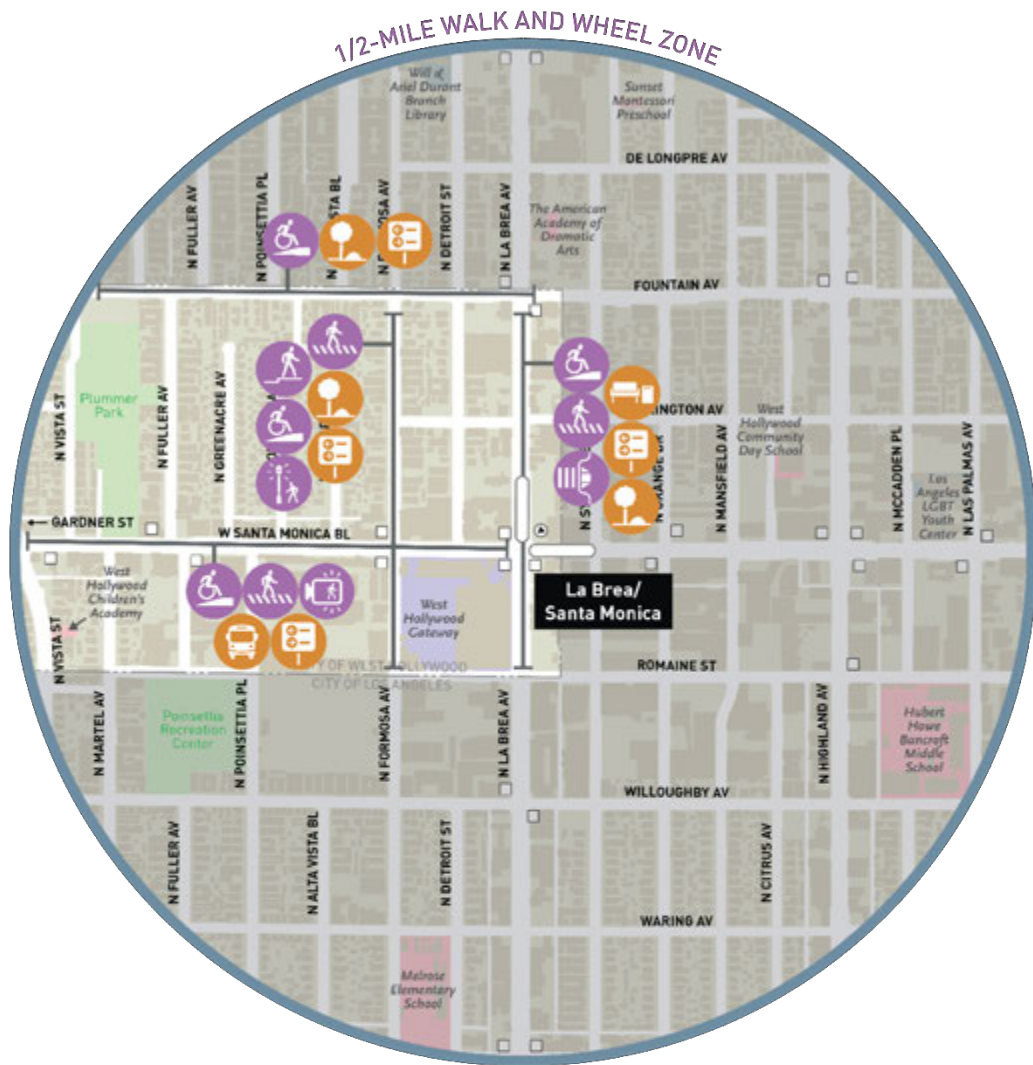 1/2-MILE WALK AND WHEEL ZONE
Will &
Ariel Durant
Branch
Library
Sunset
Montessori
Preschool
DE LONGPRE AV
N FULLER AV
N POINSETTIA PL
N DETROIT ST
N LA BREA AV
The American
Academy of
Dramatic
Arts
FOUNTAIN AV
Plummer
Park
N VISTA ST
N FULLER AV
N GREENACRE AV
West
Hollywood
Community
Day School
N MANSFIELD AV
N MCCADDEN PL
N LAS PALMAS AV
Los
Angeles
LGBT
Youth
Center
GARDNER ST
W SANTA MONICA BL
West
Hollywood
Children's
Academy
West
Hollywood
Gateway
La Brea/
Santa Monica
N VISTA ST
CITY OF WEST HOLLYWOOD
CITY OF LOS ANGELES
ROMAINE ST
N MARTEL AV
Poinsettia
Recreation
Center
N POINSETTIA PL
N FORMOSA AV
N LA BREA AV
N HIGHLAND AV
Hubert
Howe
Bancroft
Middle
School
WILLOUGHBY AV
N FULLER AV
N ALTA VISTA BL
N DETROIT ST
N CITRUS AV
WARING AV
Melrose
Elementary
School